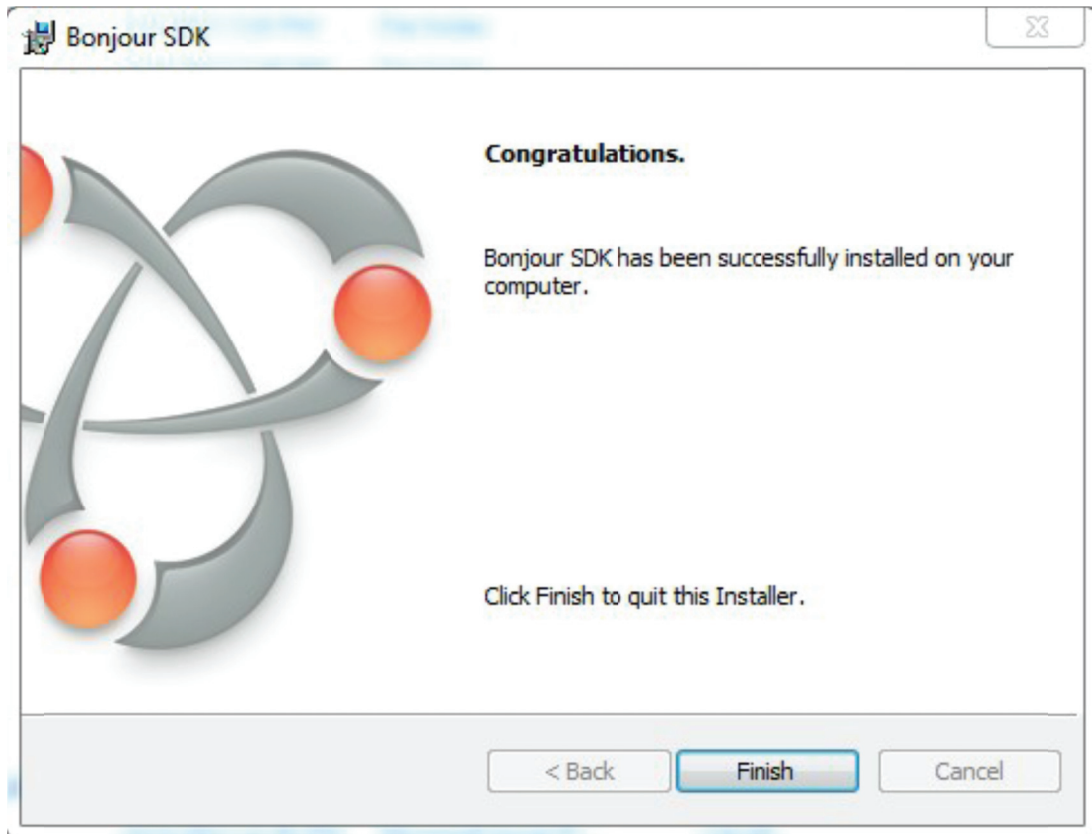 Bonjour SDK
Congratulations.
Bonjour SDK has been successfully installed on your
computer.
Click Finish to quit this Installer.
< Back
Finish
Cancel